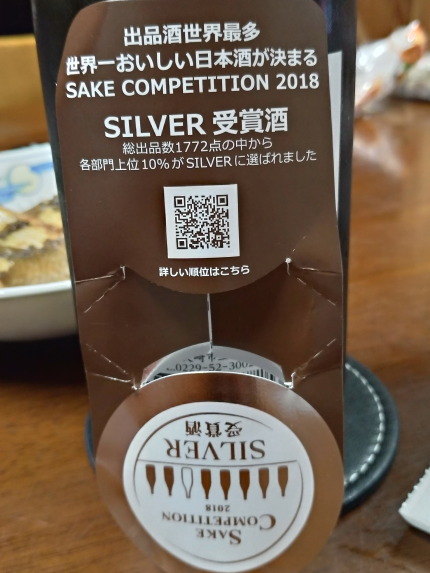 出品酒世界最多
世界一おいしい日本酒が決まる
SAKE COMPETITION 2018
SILVER 受賞酒
総出品数1772点の中から
各部門上位10%がSILVERに選ばれました
詳しい順位はこちら
0229-52-300
SAKE
COMPETITION
2018
SILVER
受賞酒